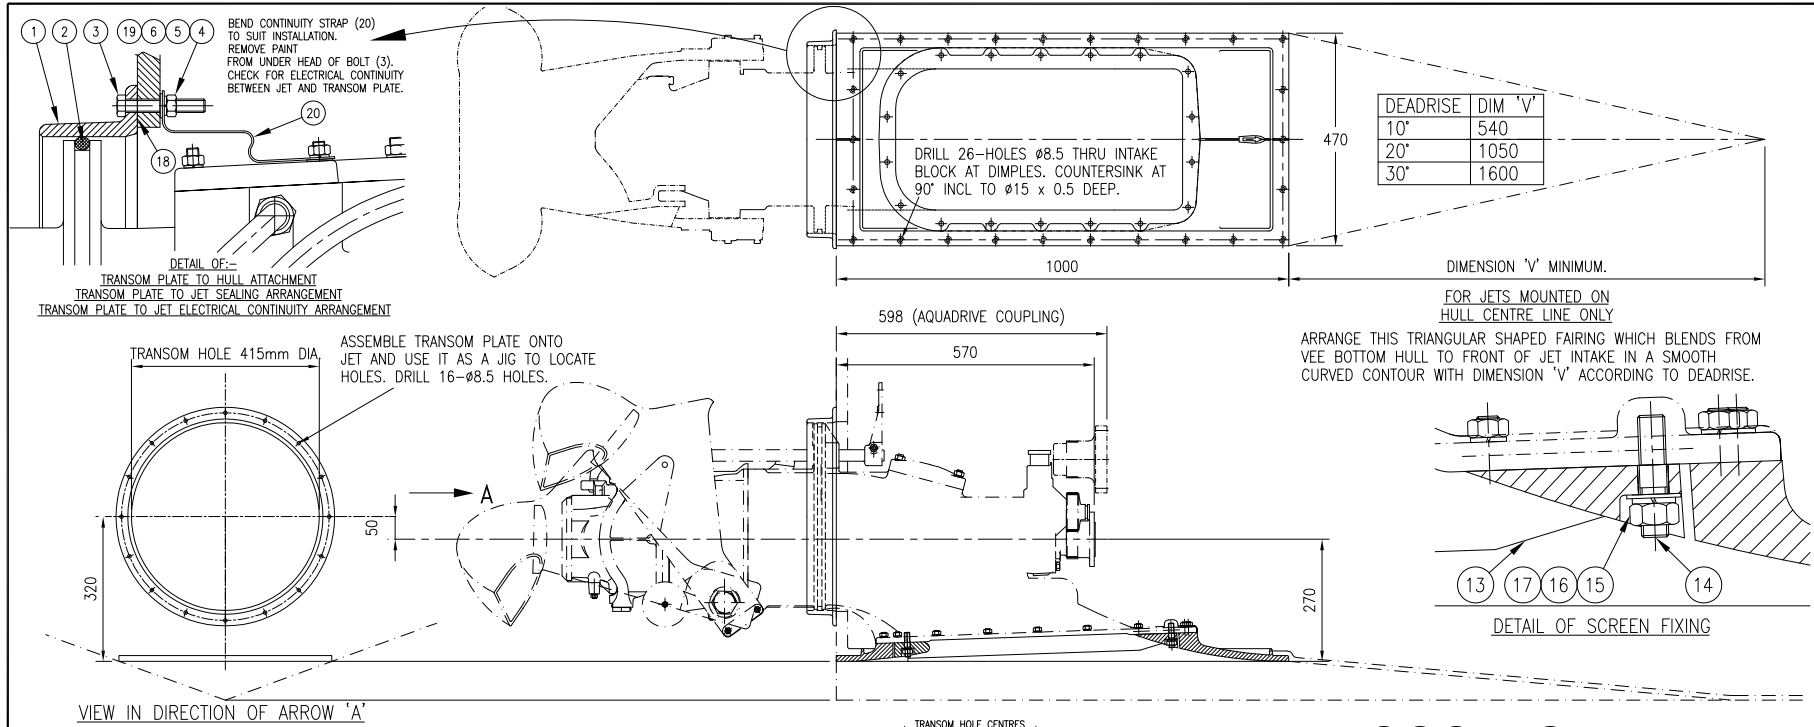 1 2 3 19 6 5 4
BEND CONTINUITY STRAP (20)
TO SUIT INSTALLATION.
REMOVE PAINT
FROM UNDER HEAD OF BOLT (3).
CHECK FOR ELECTRICAL CONTINUITY
BETWEEN JET AND TRANSOM PLATE.
20
18
DETAIL OF:-
TRANSOM PLATE TO HULL ATTACHMENT
TRANSOM PLATE TO JET SEALING ARRANGEMENT
TRANSOM PLATE TO JET ELECTRICAL CONTINUITY ARRANGEMENT
DRILL 26-HOLES ø8.5 THRU INTAKE
BLOCK AT DIMPLES. COUNTERSINK AT
90° INCL TO ø15 x 0.5 DEEP.
470
1000
DEADRISE DIM 'V'
10° 540
20° 1050
30° 1600
DIMENSION 'V' MINIMUM.
FOR JETS MOUNTED ON
HULL CENTRE LINE ONLY
ARRANGE THIS TRIANGULAR SHAPED FAIRING WHICH BLENDS FROM
VEE BOTTOM HULL TO FRONT OF JET INTAKE IN A SMOOTH
CURVED CONTOUR WITH DIMENSION 'V' ACCORDING TO DEADRISE.
TRANSOM HOLE 415mm DIA.
ASSEMBLE TRANSOM PLATE ONTO
JET AND USE IT AS A JIG TO LOCATE
HOLES. DRILL 16-ø8.5 HOLES.
598 (AQUADRIVE COUPLING)
570
A
50
320
270
13 17 16 15 14
DETAIL OF SCREEN FIXING
VIEW IN DIRECTION OF ARROW 'A'
TRANSOM HOLE CENTRES